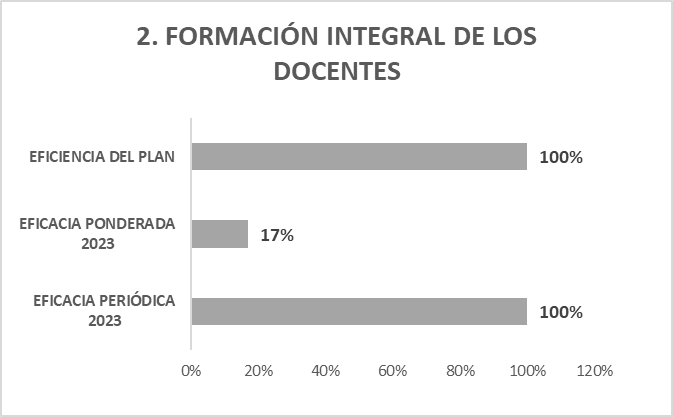 2. FORMACIÓN INTEGRAL DE LOS
DOCENTES
EFICIENCIA DEL PLAN
100%
EFICACIA PONDERADA
2023
17%
EFICACIA PERIÓDICA
2023
100%
0% 20% 40% 60% 80% 100% 120%